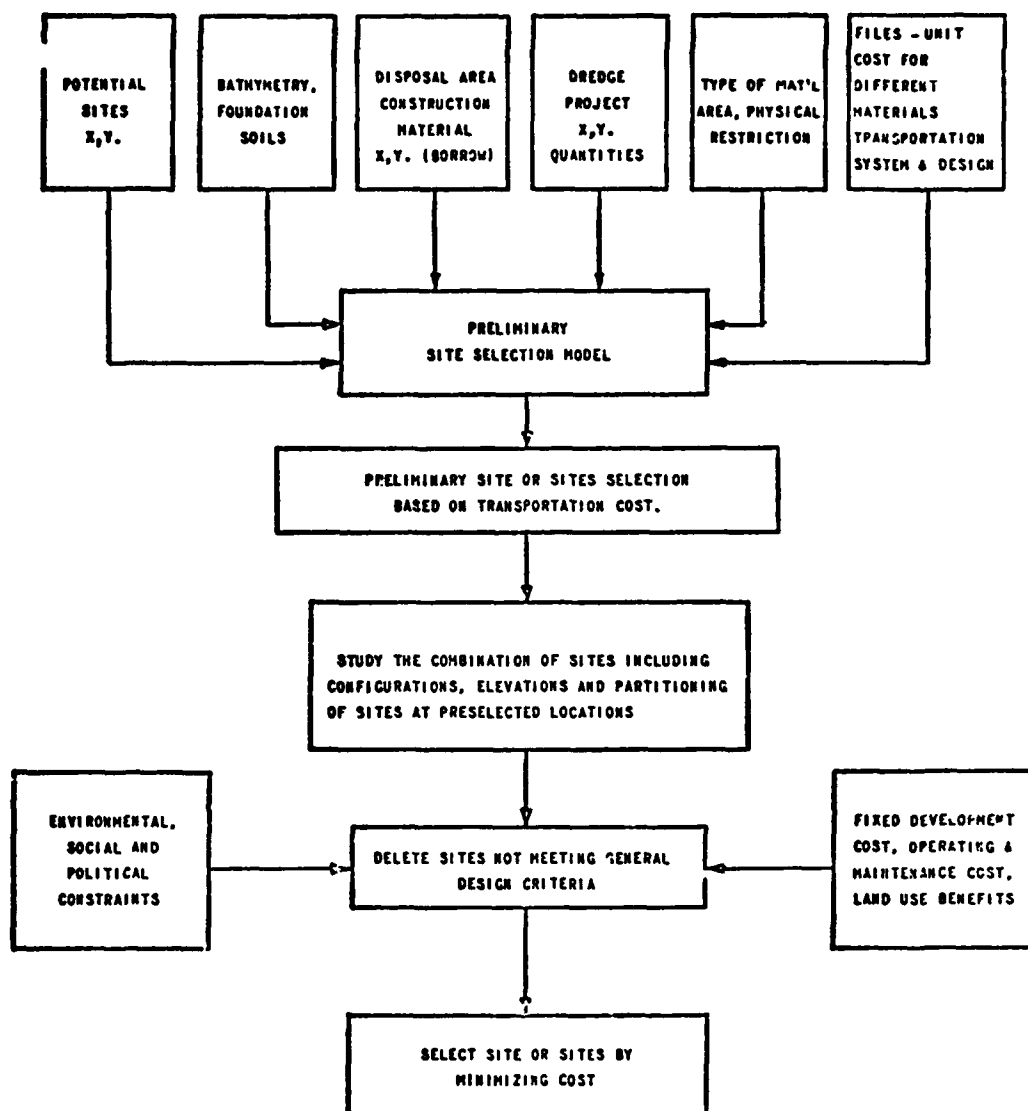 POTENTIAL
SITES
X,Y.
BATHYMETRY,
FOUNDATION
SOILS
DISPOSAL AREA
CONSTRUCTION
MATERIAL
X,Y. (BORROW)
DREDGE
PROJECT
X,Y.
QUANTITIES
TYPE OF MAT'L
AREA, PHYSICAL
RESTRICTION
FILES - UNIT
COST FOR
DIFFERENT
MATERIALS
TRANSPORTATION
SYSTEM & DESIGN
PRELIMINARY
SITE SELECTION MODEL
PRELIMINARY SITE OR SITES SELECTION
BASED ON TRANSPORTATION COST.
STUDY THE COMBINATION OF SITES INCLUDING
CONFIGURATIONS, ELEVATIONS AND PARTITIONING
OF SITES AT PRESELECTED LOCATIONS
ENVIRONMENTAL,
SOCIAL AND
POLITICAL
CONSTRAINTS
DELETE SITES NOT MEETING GENERAL
DESIGN CRITERIA
FIXED DEVELOPMENT
COST, OPERATING &
MAINTENANCE COST,
LAND USE BENEFITS
SELECT SITE OR SITES BY
MINIMIZING COST